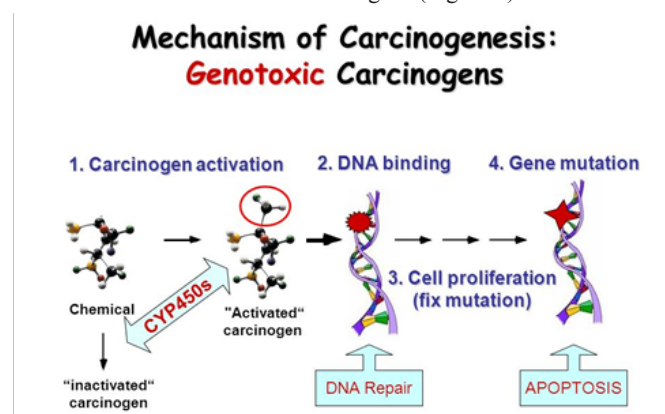 Mechanism of Carcinogenesis:
Genotoxic Carcinogens
1. Carcinogen activation
2. DNA binding
4. Gene mutation
3. Cell proliferation
(fix mutation)
CYP450s
Chemical
"Activated“
carcinogen
“inactivated“
carcinogen
DNA Repair
APOPTOSIS